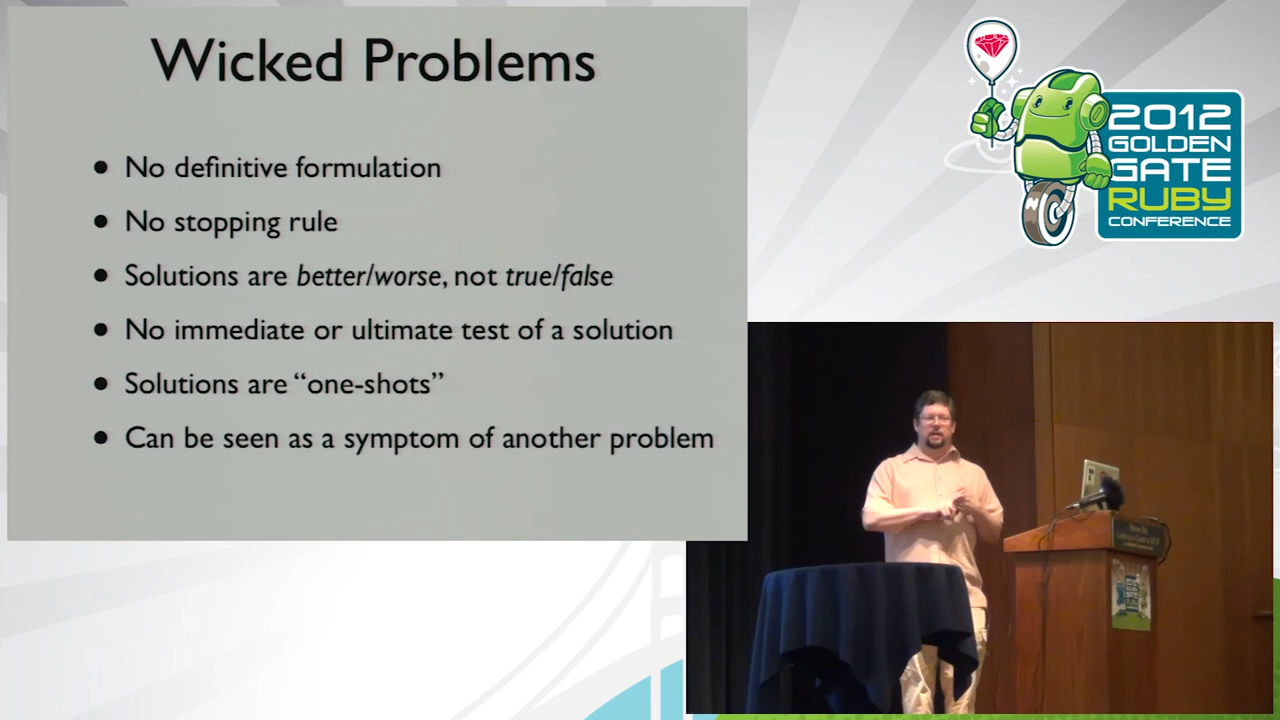 Wicked Problems
• No definitive formulation
• No stopping rule
• Solutions are better/worse, not true/false
• No immediate or ultimate test of a solution
• Solutions are “one-shots”
• Can be seen as a symptom of another problem
2012
GOLDEN
GATE
RUBY
CONFERENCE